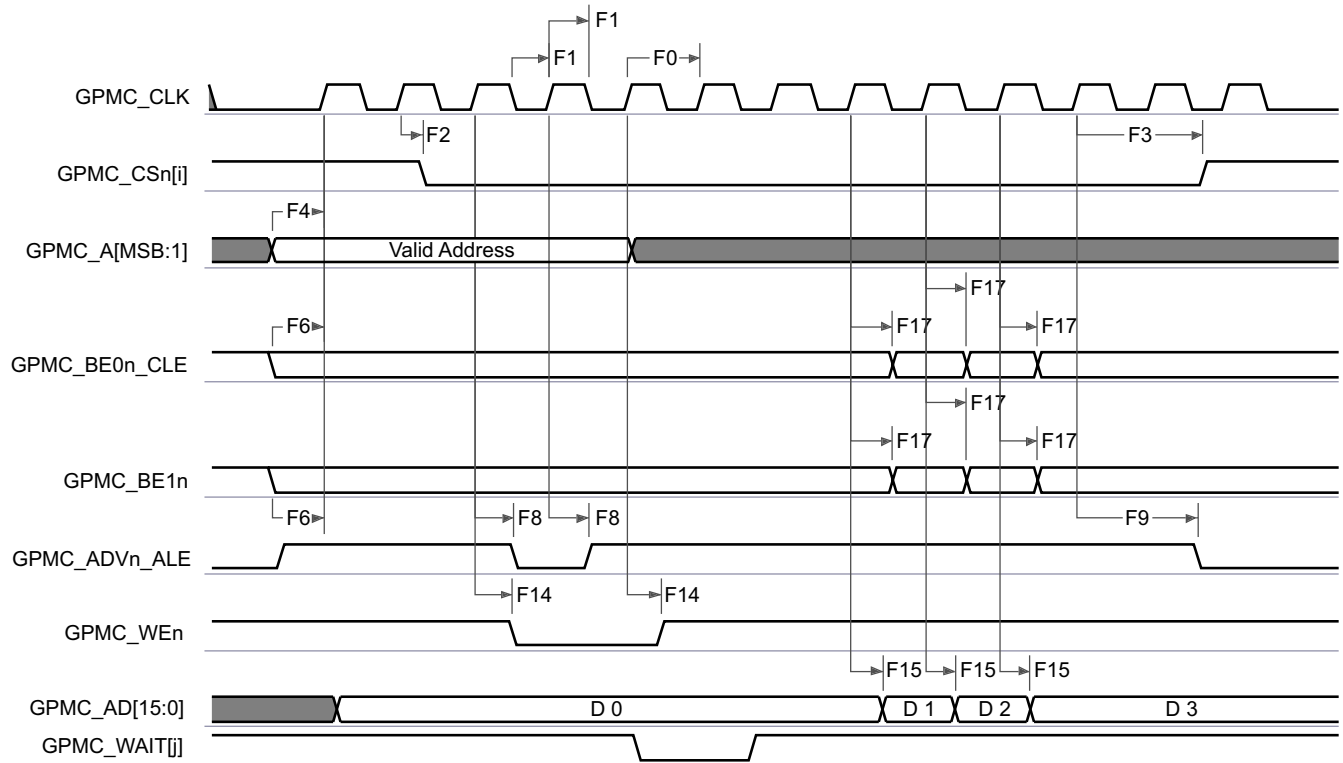 F1
F1 F0
GPMC_CLK
F2 F3
GPMC_CSn[i]
F4
GPMC_A[MSB:1] Valid Address
F17
F6 F17 F17
GPMC_BE0n_CLE
F17
F17 F17
GPMC_BE1n
F6 F8 F8 F9
GPMC_ADVn_ALE
F14 F14
GPMC_WEn
F15 F15 F15
GPMC_AD[15:0] D 0 D 1 D 2 D 3
GPMC_WAIT[j]